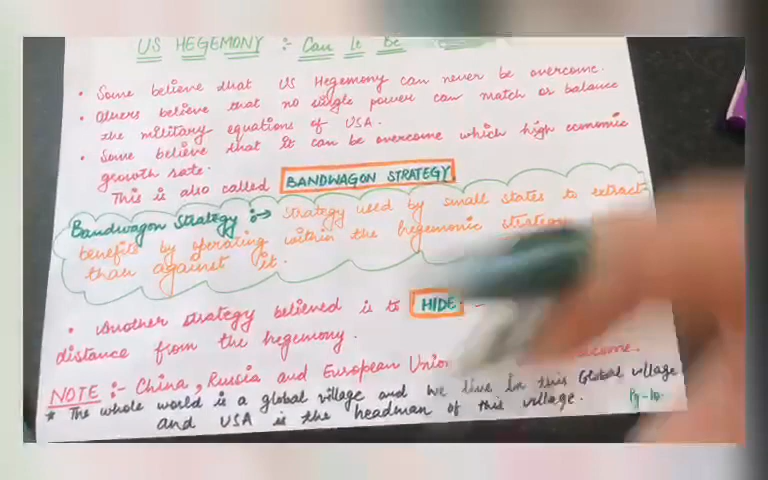 US HEGEMONY :- Can It Be
• Some believe that US Hegemony can never be overcome.
• Others believe that no single power can match or balance
the military equations of USA.
• Some believe that it can be overcome which high economic
growth rate.
This is also called BANDWAGON STRATEGY.
Bandwagon Strategy :→ strategy used by small states to extract
benefits by operating within the hegemonic strategy
than against it.
• Another strategy believed is to HIDE -
distance from the hegemony.
NOTE :- China, Russia and European Union
* The whole world is a global village and we live in this Global village
and USA is the headman of this village.
Pg-10.